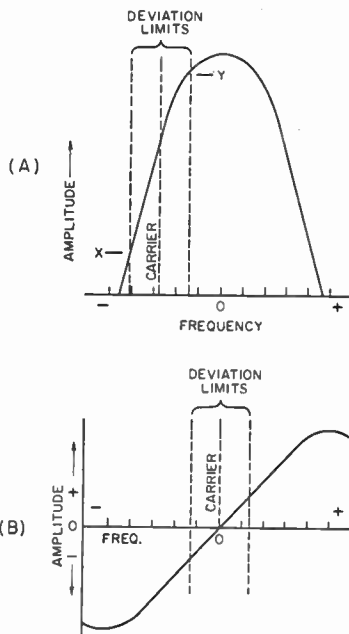 DEVIATION
LIMITS
Y
(A)
AMPLITUDE
X
CARRIER
- 0 +
FREQUENCY
DEVIATION
LIMITS
(B)
AMPLITUDE
+
0
-
CARRIER
- +
FREQ. 0